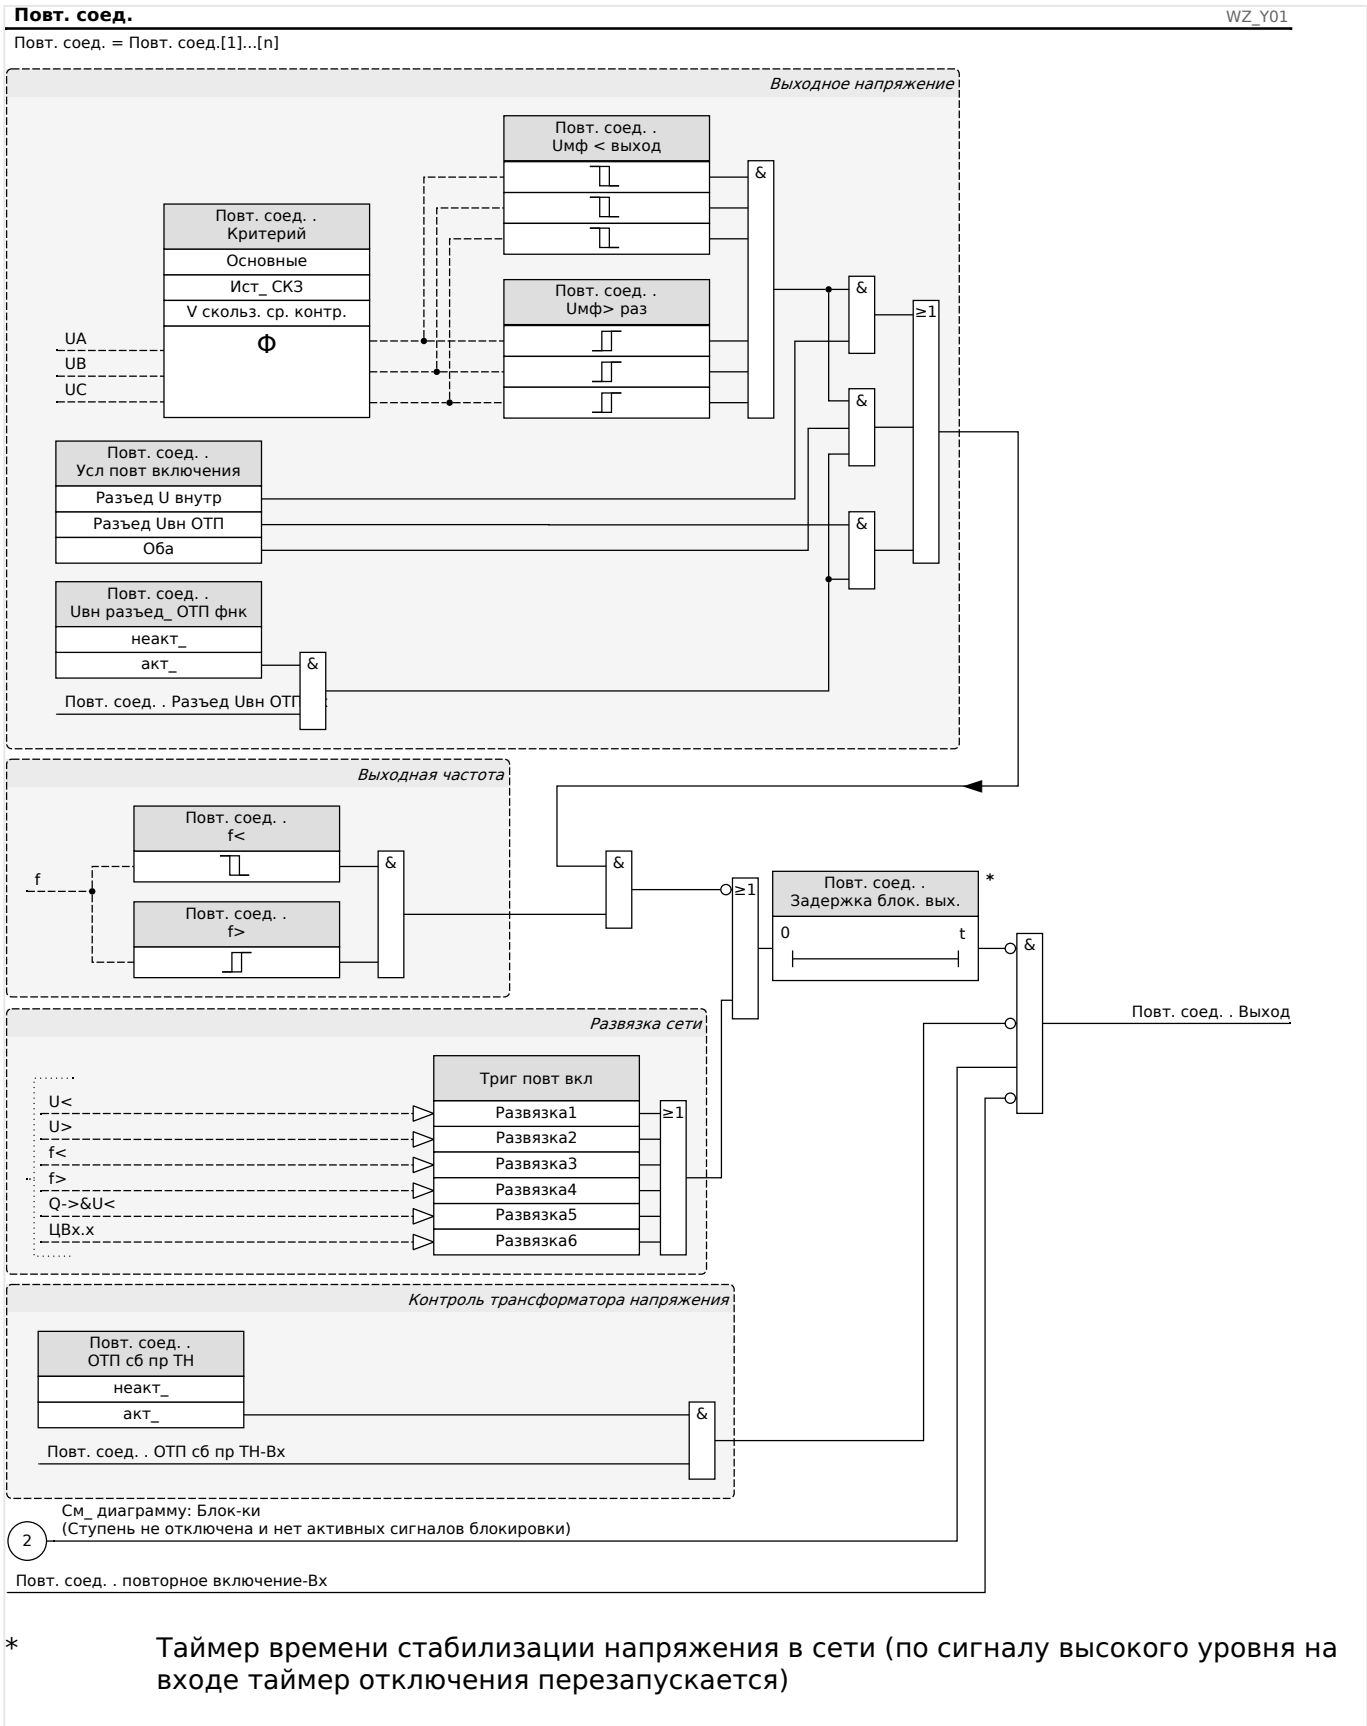 Повт. соед.
WZ_Y01
Повт. соед. = Повт. соед.[1]...[n]
Выходное напряжение
Повт. соед. .
Uмф < выход
&
Повт. соед. .
Критерий
Основные
Ист_ СКЗ
V скольз. ср. контр.
Φ
UA
UB
UC
Повт. соед. .
Uмф> раз
&
≥1
&
Повт. соед. .
Усл повт включения
Разъед U внутр
Разъед Uвн ОТП
Оба
&
Повт. соед. .
Uвн разъед_ ОТП фнк
неакт_
акт_
&
Повт. соед. . Разъед Uвн ОТП
Выходная частота
Повт. соед. .
f<
f
&
Повт. соед. .
f>
&
≥1
Повт. соед. .
Задержка блок. вых.
*
0
t
&
Повт. соед. . Выход
Развязка сети
Триг повт вкл
U<
Развязка1
≥1
U>
Развязка2
f<
Развязка3
f>
Развязка4
Q->&U<
Развязка5
ЦВх.x
Развязка6
Контроль трансформатора напряжения
Повт. соед. .
ОТП сб пр ТН
неакт_
акт_
&
Повт. соед. . ОТП сб пр ТН-Вх
См_ диаграмму: Блок-ки
(Ступень не отключена и нет активных сигналов блокировки)
2
Повт. соед. . повторное включение-Вх
* Таймер времени стабилизации напряжения в сети (по сигналу высокого уровня на
входе таймер отключения перезапускается)